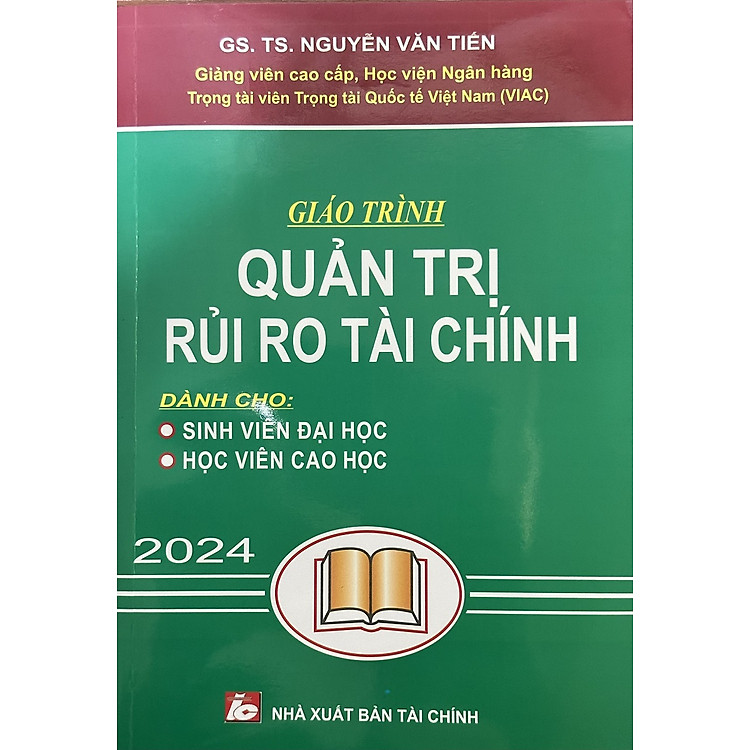 GS. TS. NGUYỄN VĂN TIẾN
Giảng viên cao cấp, Học viện Ngân hàng
Trọng tài viên Trọng tài Quốc tế Việt Nam (VIAC)
GIÁO TRÌNH
QUẢN TRỊ
RỦI RO TÀI CHÍNH
DÀNH CHO:
SINH VIÊN ĐẠI HỌC
HỌC VIÊN CAO HỌC
2024
NHÀ XUẤT BẢN TÀI CHÍNH